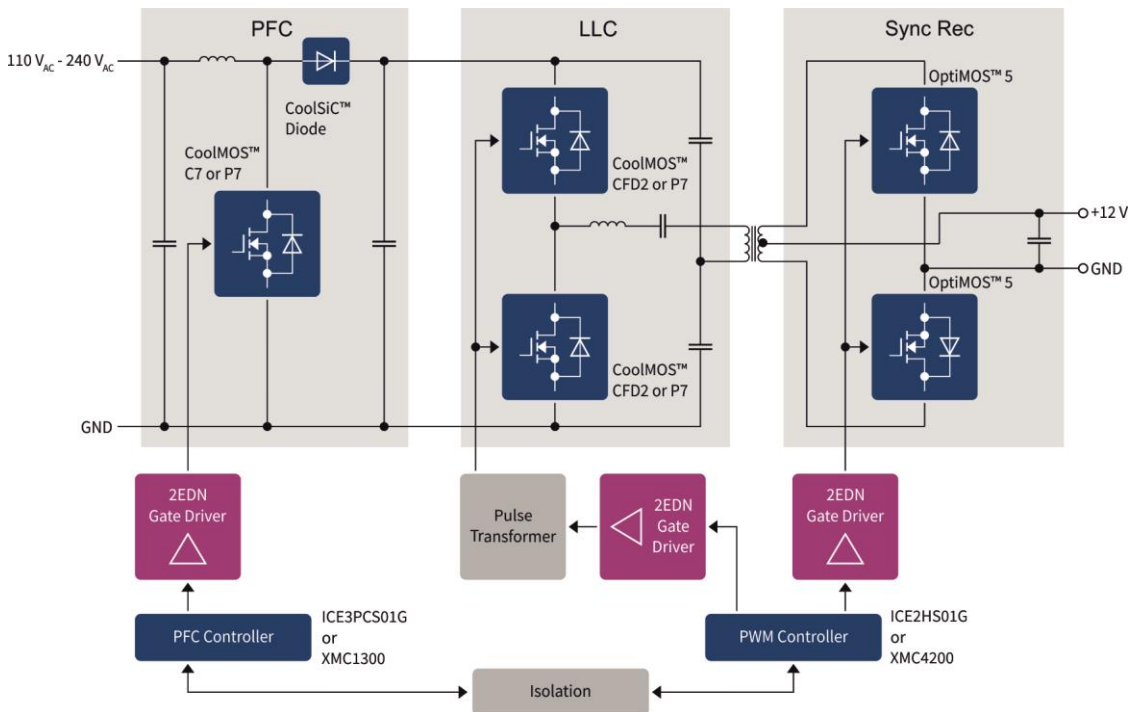 PFC
LLC
Sync Rec
110 VAC - 240 VAC
CoolSiC™
Diode
CoolMOS™
C7 or P7
CoolMOS™
CFD2 or P7
OptiMOS™ 5
+12 V
GND
OptiMOS™ 5
CoolMOS™
CFD2 or P7
GND
2EDN
Gate Driver
Pulse
Transformer
2EDN
Gate
Driver
2EDN
Gate Driver
PFC Controller
ICE3PCS01G
or
XMC1300
PWM Controller
ICE2HS01G
or
XMC4200
Isolation